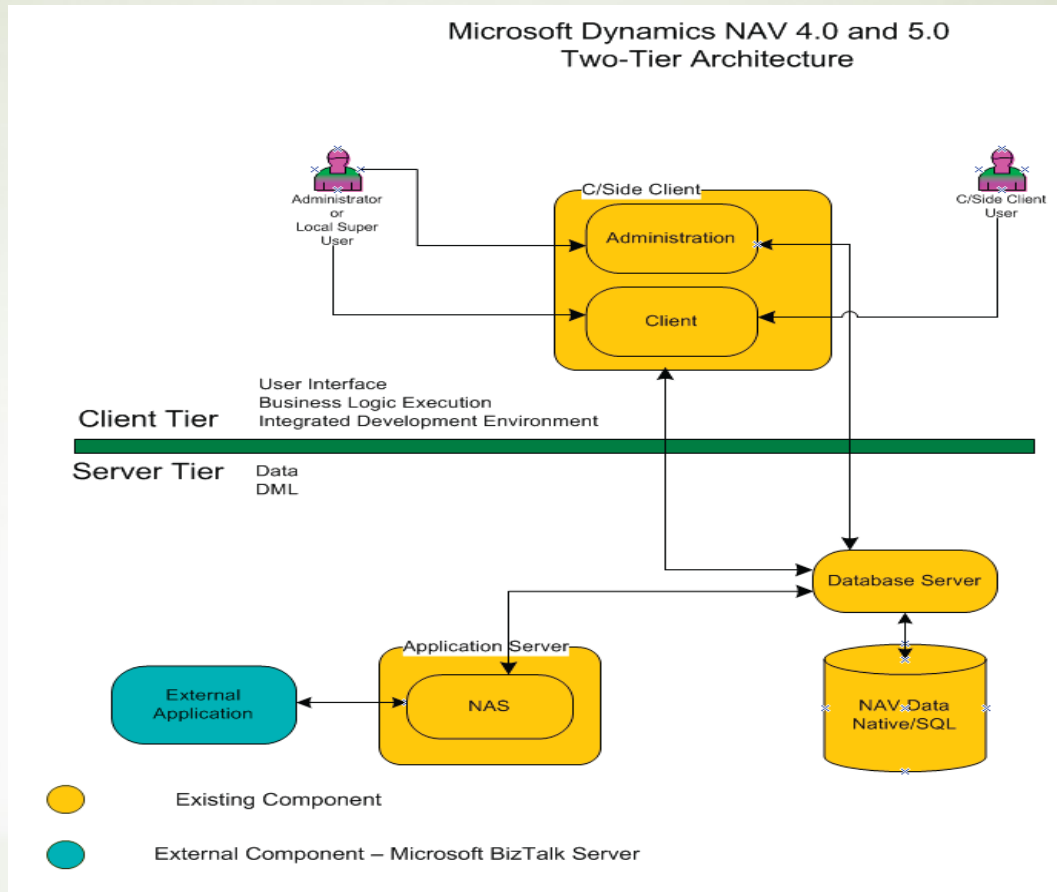 Microsoft Dynamics NAV 4.0 and 5.0
Two-Tier Architecture
Administrator
or
Local Super
User
C/Side Client
Administration
Client
C/Side Client
User
User Interface
Business Logic Execution
Integrated Development Environment
Client Tier
Server Tier
Data
DML
Database Server
Application Server
NAS
External
Application
NAV Data
Native/SQL
Existing Component
External Component – Microsoft BizTalk Server